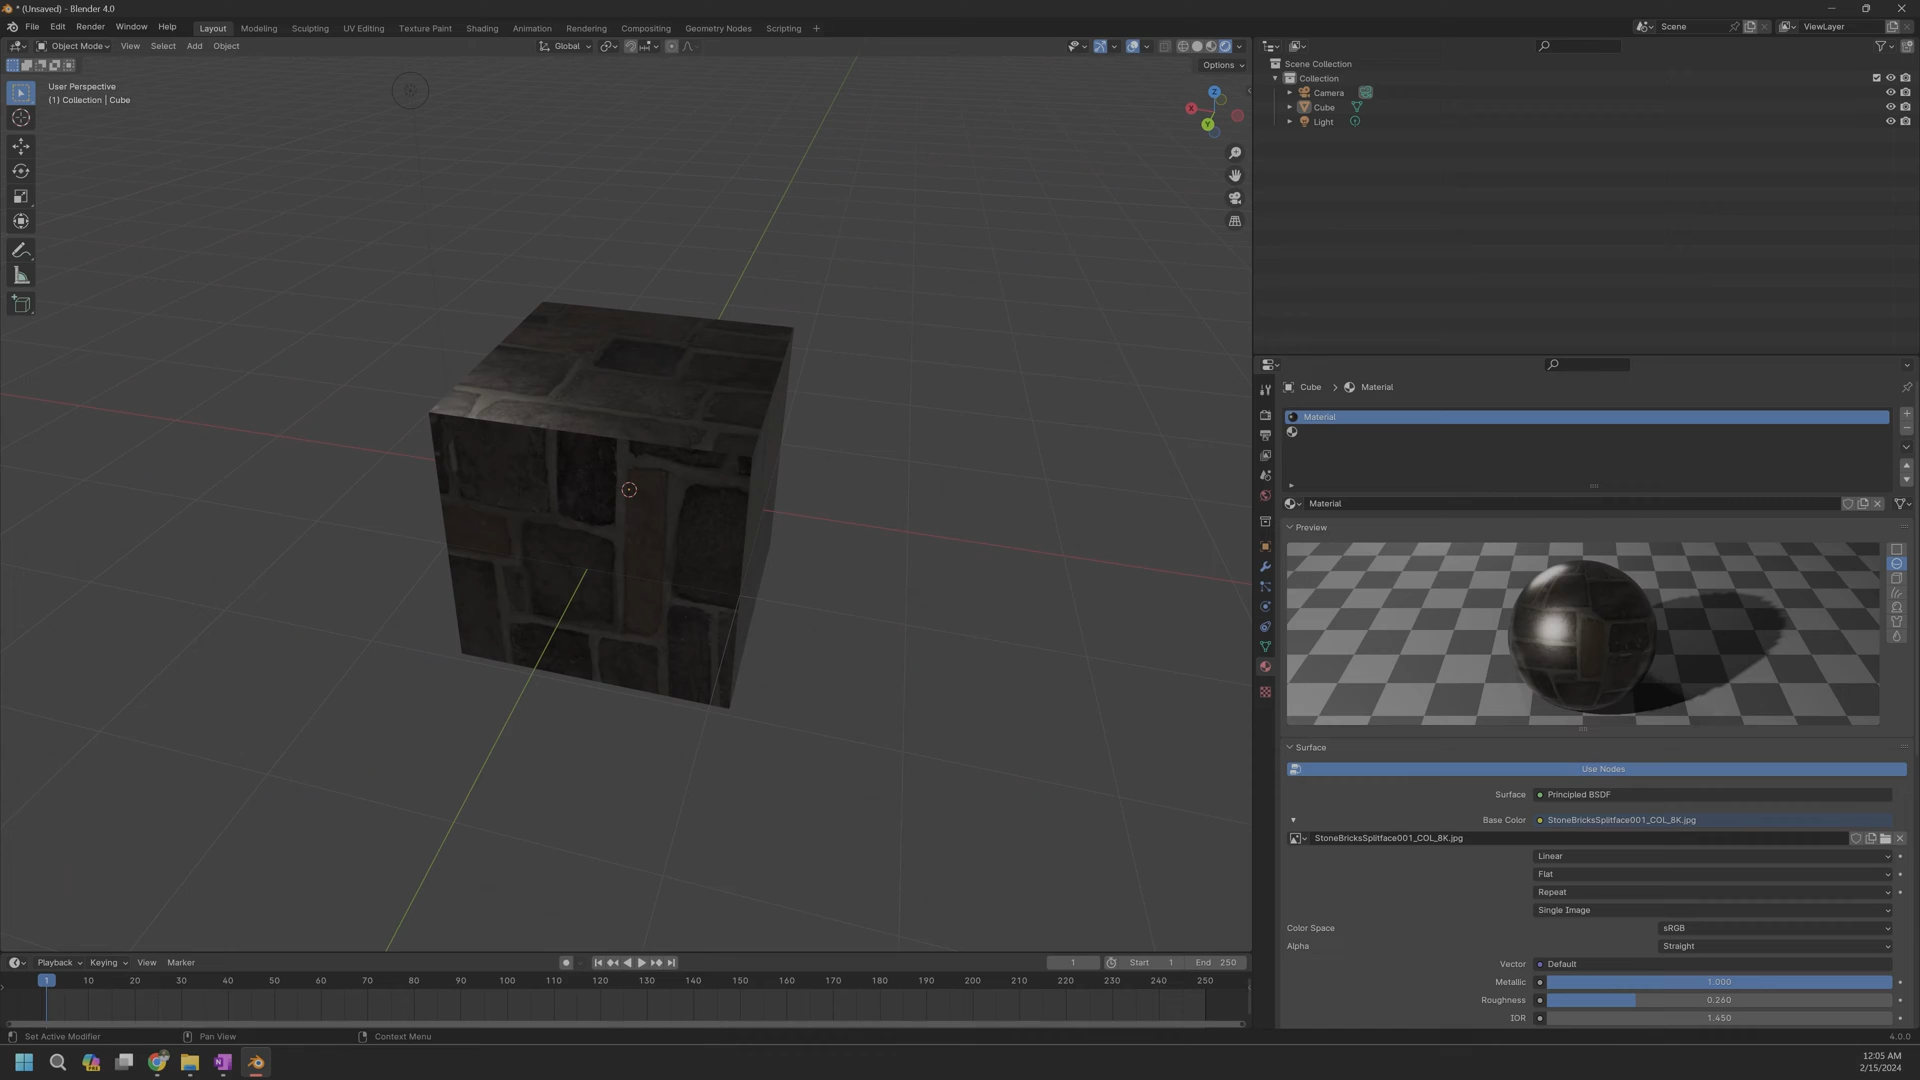 * (Unsaved) - Blender 4.0
File Edit Render Window Help
Layout Modeling Sculpting UV Editing Texture Paint Shading Animation Rendering Compositing Geometry Nodes Scripting +
Scene
ViewLayer
Object Mode View Select Add Object
Global
Options
User Perspective
(1) Collection | Cube
Z
X
Y
Scene Collection
Collection
Camera
Cube
Light
Cube > Material
Material
Material
Preview
Surface
Use Nodes
Surface Principled BSDF
Base Color StoneBricksSplitface001_COL_8K.jpg
StoneBricksSplitface001_COL_8K.jpg
Linear
Flat
Repeat
Single Image
Color Space sRGB
Alpha Straight
Vector Default
Metallic 1.000
Roughness 0.260
IOR 1.450
Playback Keying View Marker
1 Start 1 End 250
1 10 20 30 40 50 60 70 80 90 100 110 120 130 140 150 160 170 180 190 200 210 220 230 240 250
Set Active Modifier Pan View Context Menu
4.0.0
12:05 AM
2/15/2024